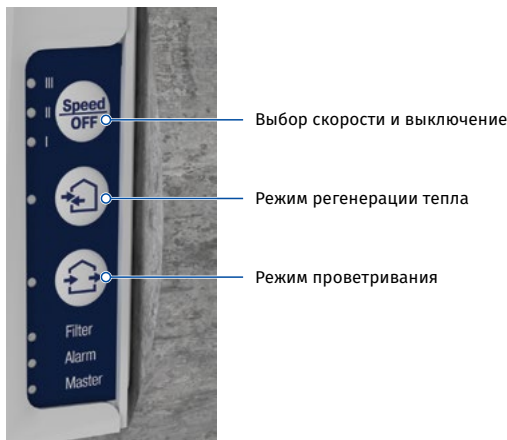 III
Speed
OFF
II
I
Выбор скорости и выключение
Режим регенерации тепла
Режим проветривания
Filter
Alarm
Master